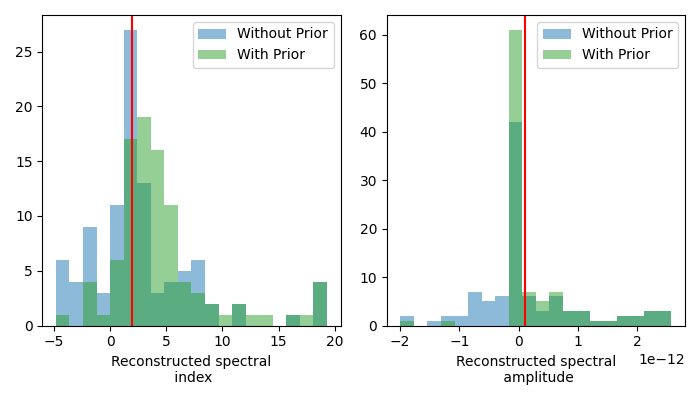 Without Prior
With Prior
25
20
15
10
5
0
−5
0
5
10
15
20
Reconstructed spectral
index
Without Prior
With Prior
60
50
40
30
20
10
0
−2
−1
0
1
2
1e−12
Reconstructed spectral
amplitude